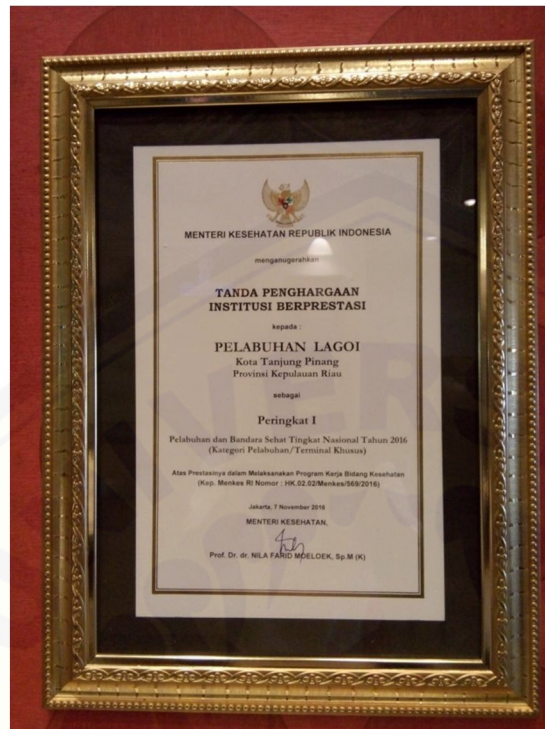 MENTERI KESEHATAN REPUBLIK INDONESIA
menganugerahkan
TANDA PENGHARGAAN
INSTITUSI BERPRESTASI
kepada :
PELABUHAN LAGOI
Kota Tanjung Pinang
Provinsi Kepulauan Riau
sebagai
Peringkat I
Pelabuhan dan Bandara Sehat Tingkat Nasional Tahun 2016
(Kategori Pelabuhan/Terminal Khusus)
Atas Prestasinya dalam Melaksanakan Program Kerja Bidang Kesehatan
(Kep. Menkes RI Nomor : HK.02.02/Menkes/569/2016)
Jakarta, 7 November 2016
MENTERI KESEHATAN,
Prof. Dr. dr. NILA FARID MOELOEK, Sp.M (K)